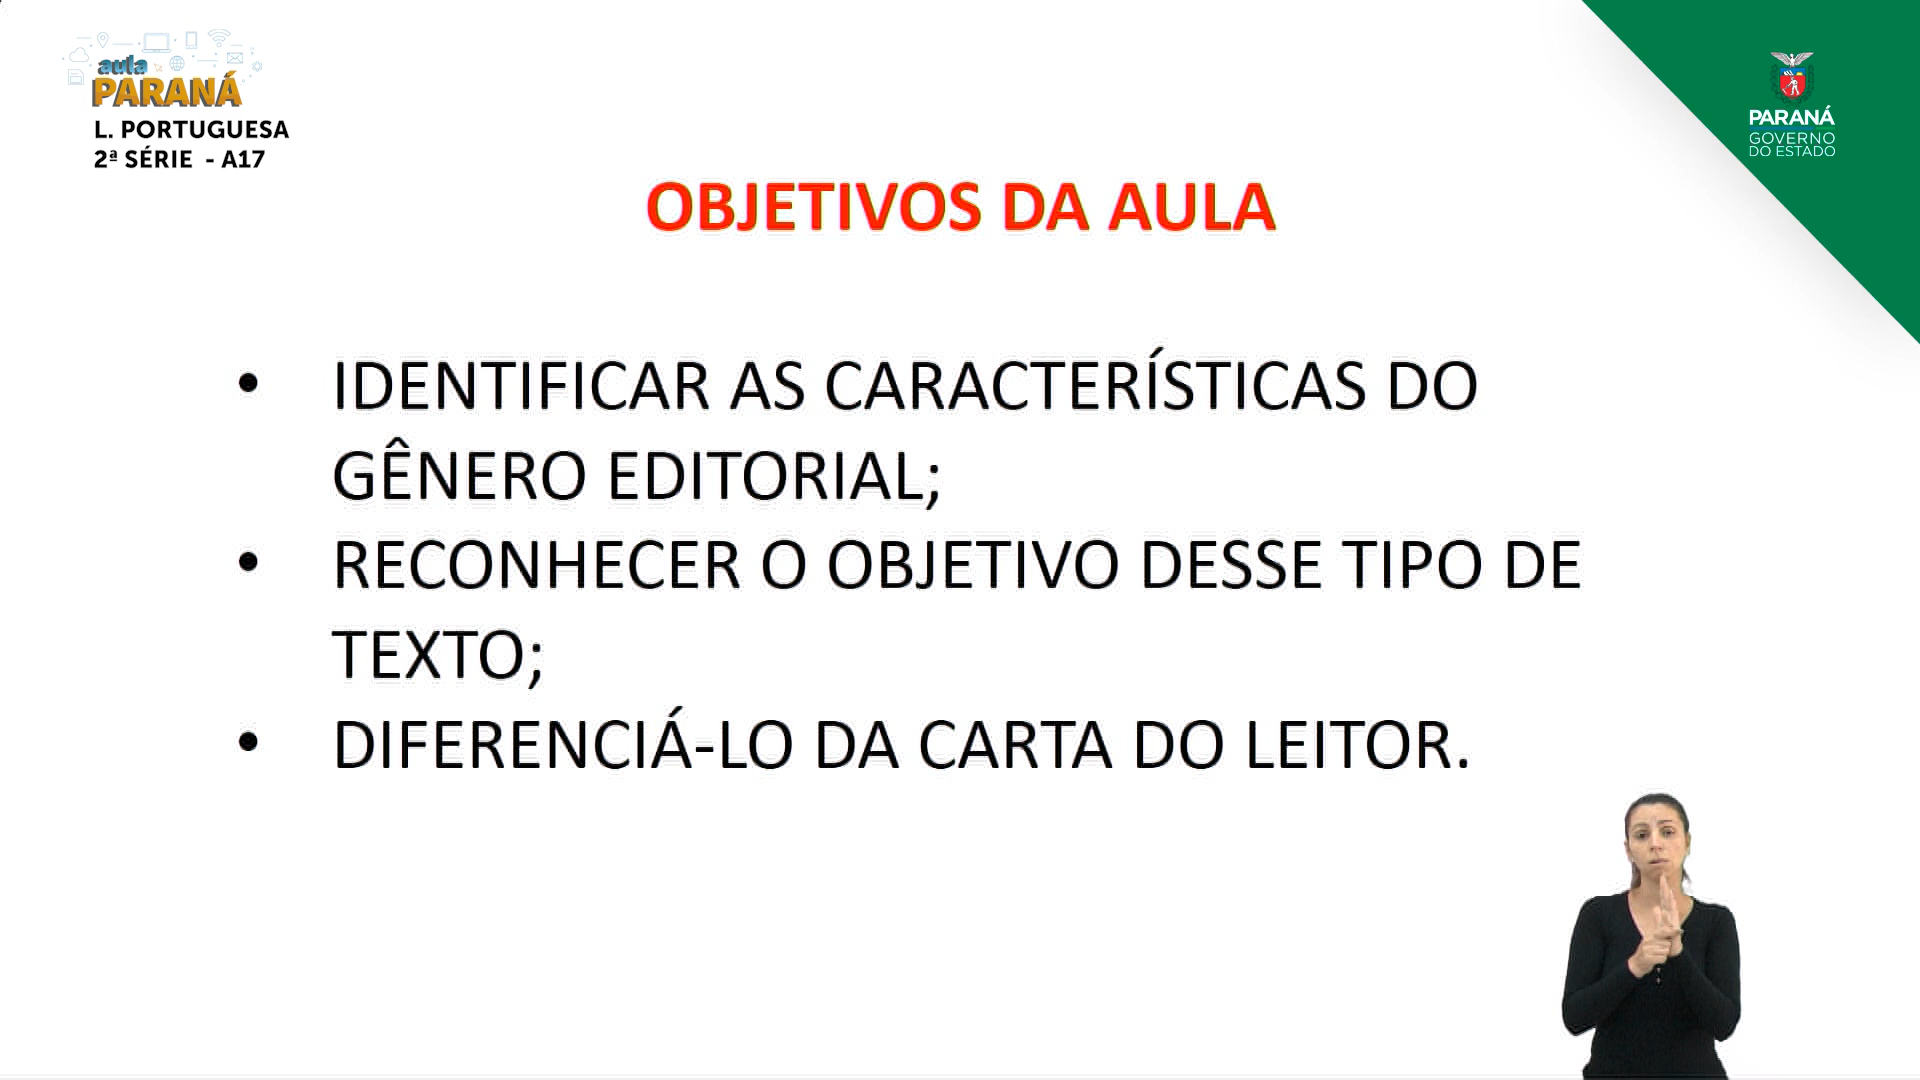 aula
PARANÁ
L. PORTUGUESA
2ª SÉRIE - A17
PARANÁ
GOVERNO
DO ESTADO
OBJETIVOS DA AULA
• IDENTIFICAR AS CARACTERÍSTICAS DO
GÊNERO EDITORIAL;
• RECONHECER O OBJETIVO DESSE TIPO DE
TEXTO;
• DIFERENCIÁ-LO DA CARTA DO LEITOR.